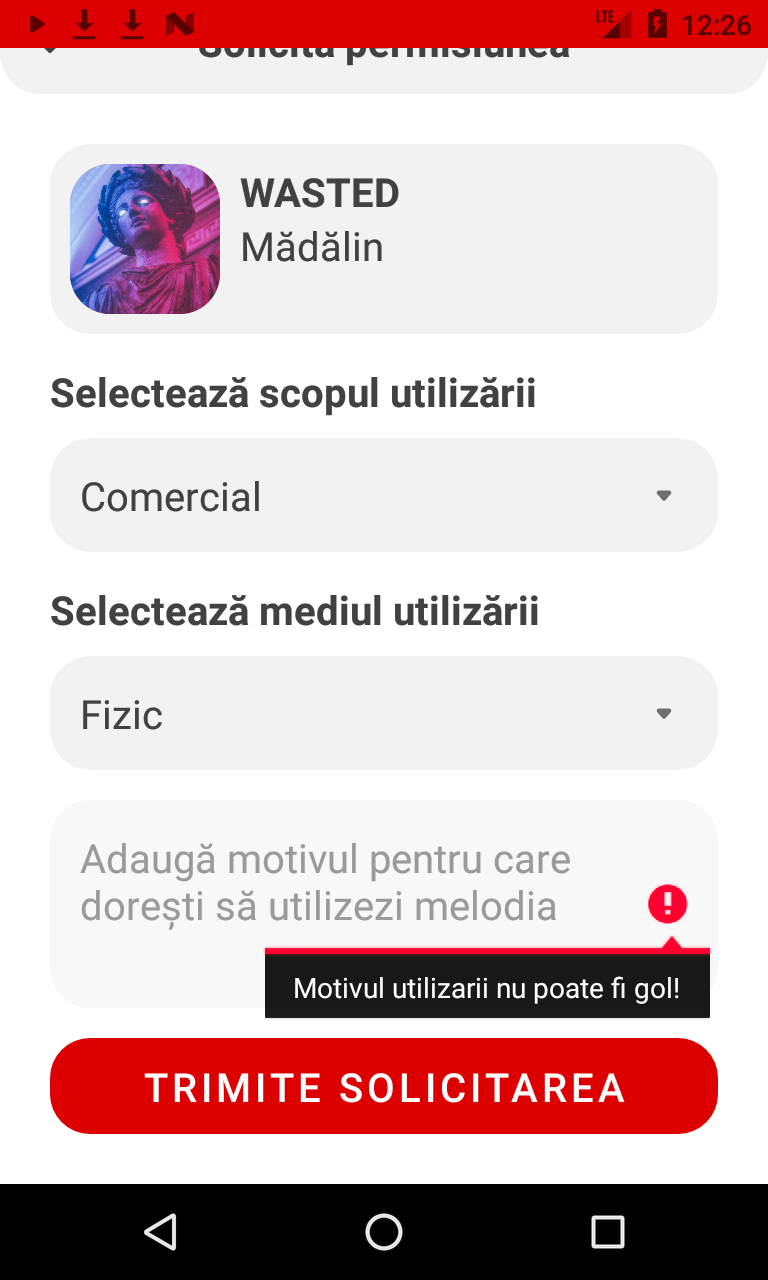 LTE 12:26
Solicită permisiunea
WASTED
Mădălin
Selectează scopul utilizării
Comercial
Selectează mediul utilizării
Fizic
Adaugă motivul pentru care
dorești să utilizezi melodia
Motivul utilizarii nu poate fi gol!
TRIMITE SOLICITAREA